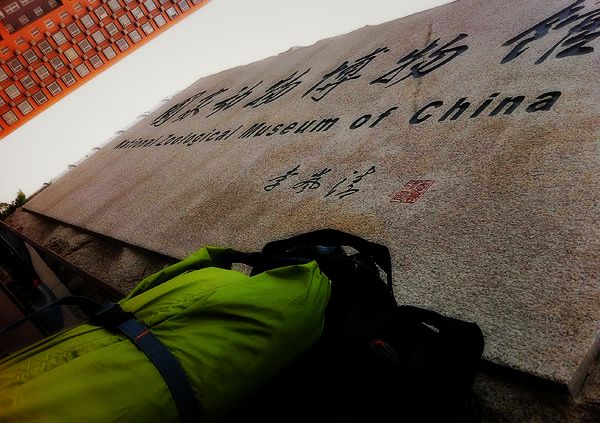 国家动物博物馆
National Zoological Museum of China